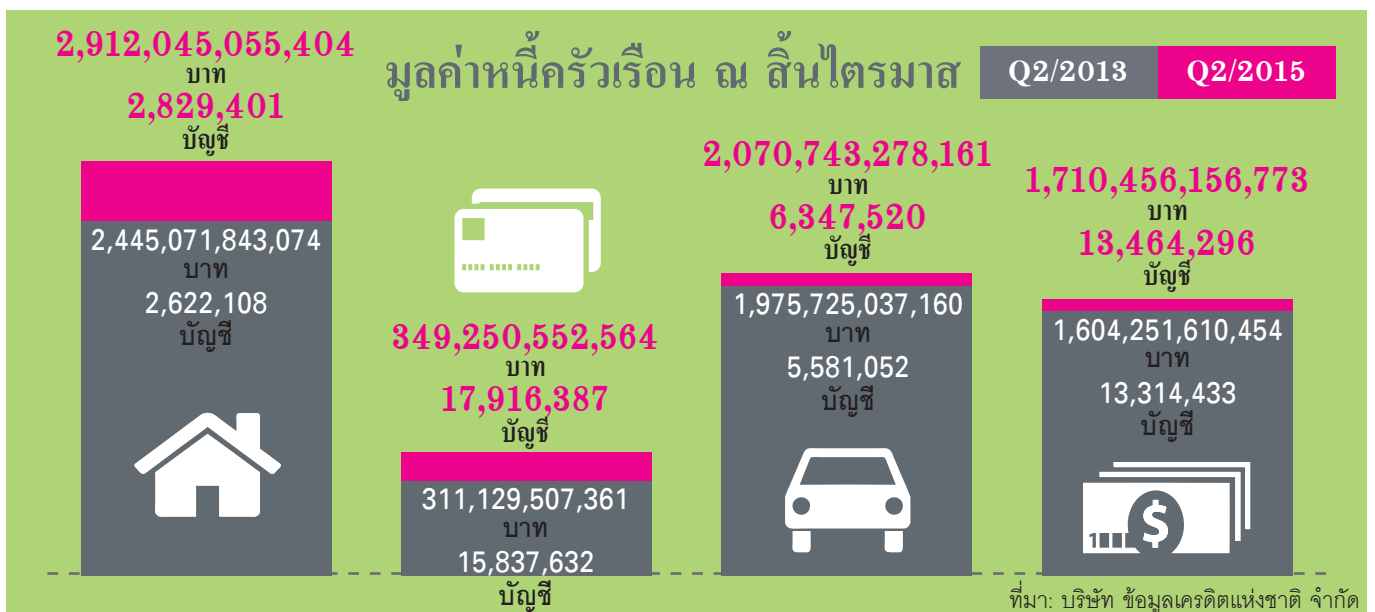 มูลค่าหนี้ครัวเรือน ณ สิ้นไตรมาส
Q2/2013
Q2/2015
2,912,045,055,404
บาท
2,829,401
บัญชี
2,445,071,843,074
บาท
2,622,108
บัญชี
349,250,552,564
บาท
17,916,387
บัญชี
311,129,507,361
บาท
15,837,632
บัญชี
2,070,743,278,161
บาท
6,347,520
บัญชี
1,975,725,037,160
บาท
5,581,052
บัญชี
1,710,456,156,773
บาท
13,464,296
บัญชี
1,604,251,610,454
บาท
13,314,433
บัญชี
$
ที่มา: บริษัท ข้อมูลเครดิตแห่งชาติ จำกัด